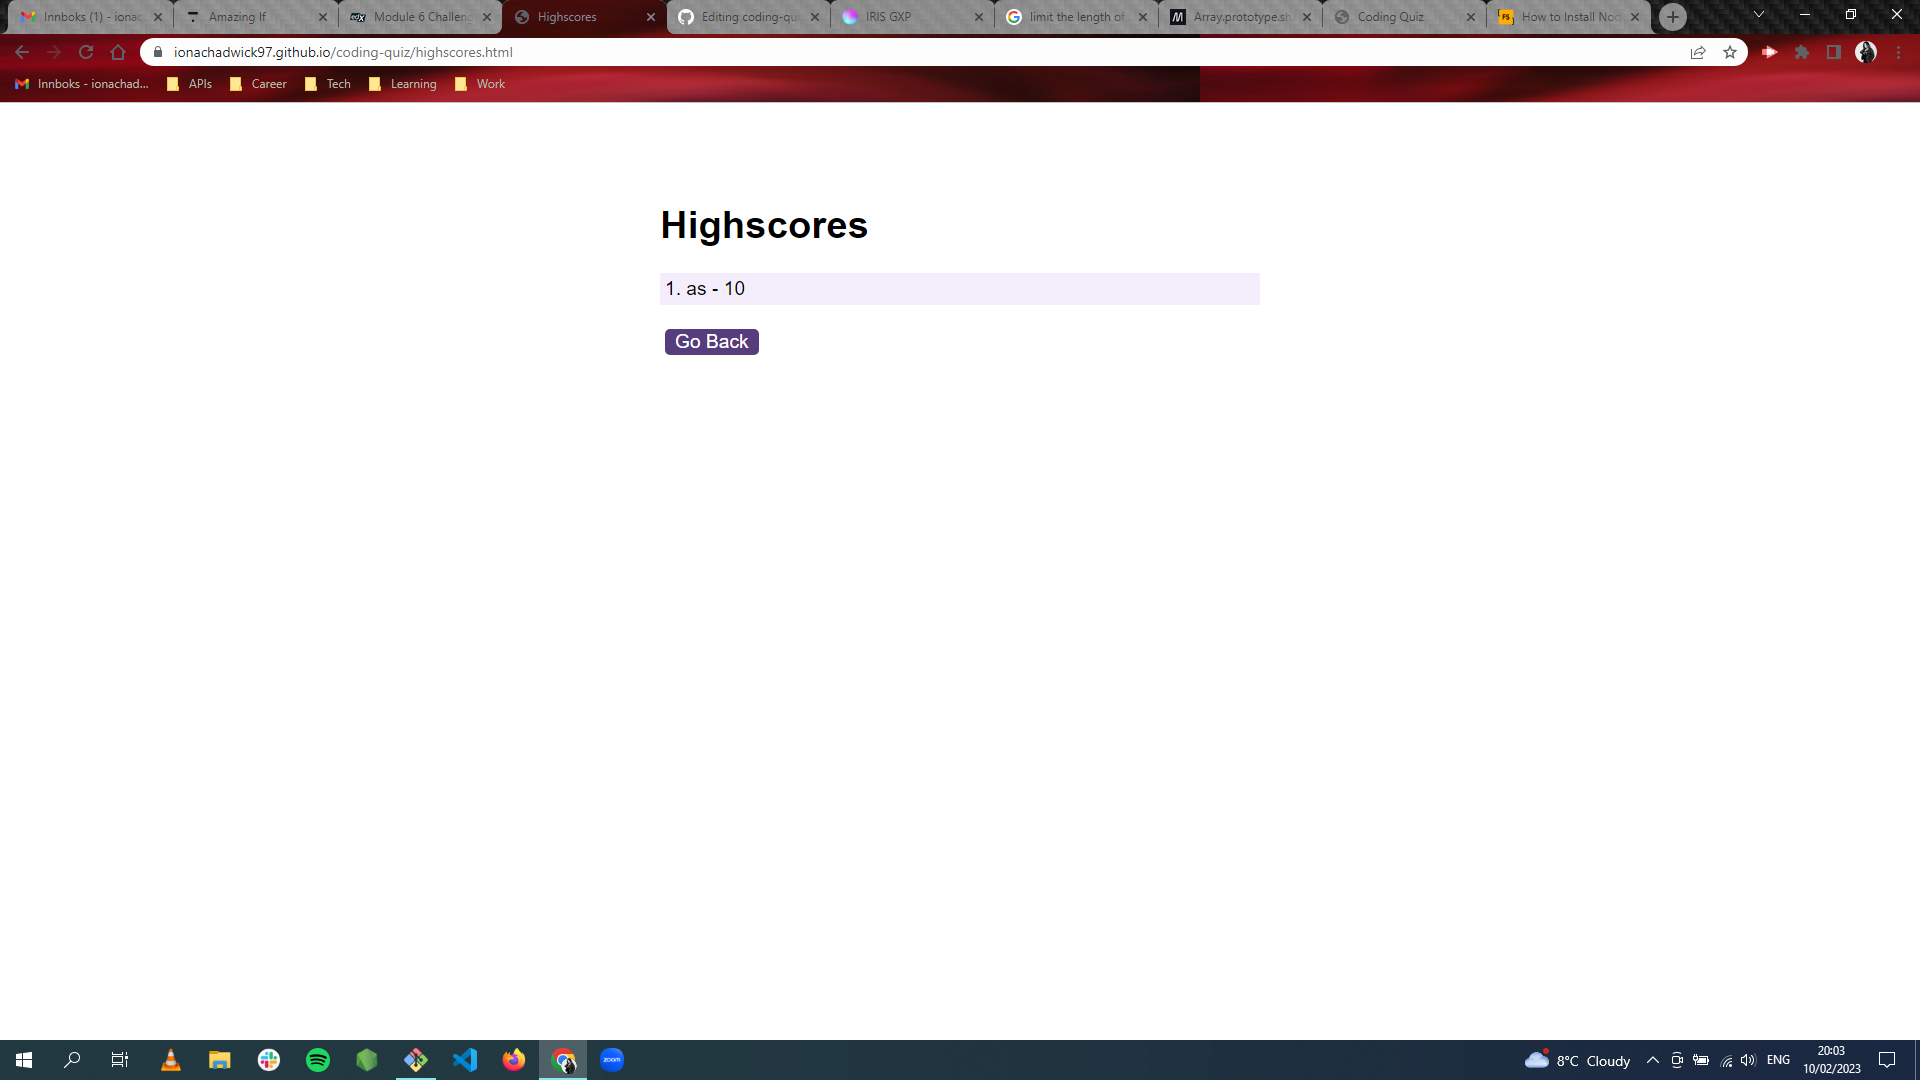 Innboks (1) - ionac
Amazing If
Module 6 Challeng
Highscores
Editing coding-qui
IRIS GXP
limit the length of
Array.prototype.sh
Coding Quiz
How to Install Nod
ionachadwick97.github.io/coding-quiz/highscores.html
Innboks - ionachad...
APIs
Career
Tech
Learning
Work
Highscores
1. as - 10
Go Back
zoom
8°C Cloudy
ENG
20:03
10/02/2023